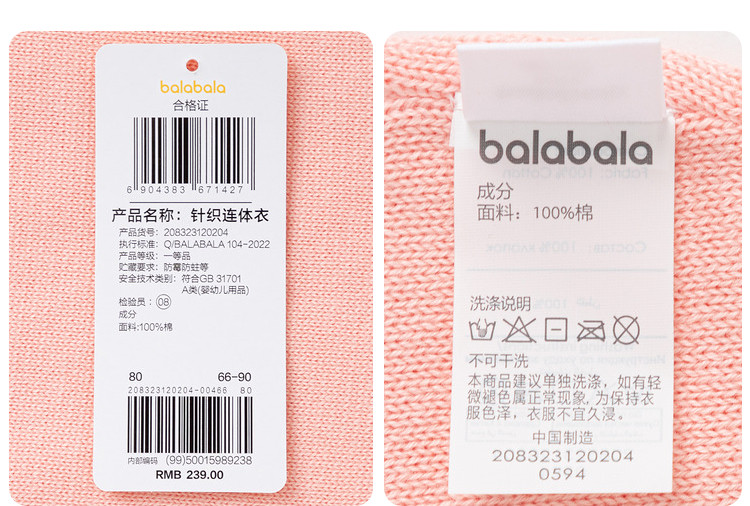 balabala
合格证
6 904383 671427
产品名称：针织连体衣
产品货号：208323120204
执行标准：Q/BALABALA 104-2022
产品等级：一等品
贮藏要求：防霉防蛀等
安全技术类别：符合GB 31701
A类(婴幼儿用品)
检验员：08
成分
面料:100%棉
80 66-90
208323120204-00466 80
内部编码 (99)50015989238
RMB 239.00
balabala
成分
面料：100%棉
洗涤说明
不可干洗
本商品建议单独洗涤，如有轻
微褪色属正常现象, 为保持衣
服色泽，衣服不宜久浸。
中国制造
208323120204
0594